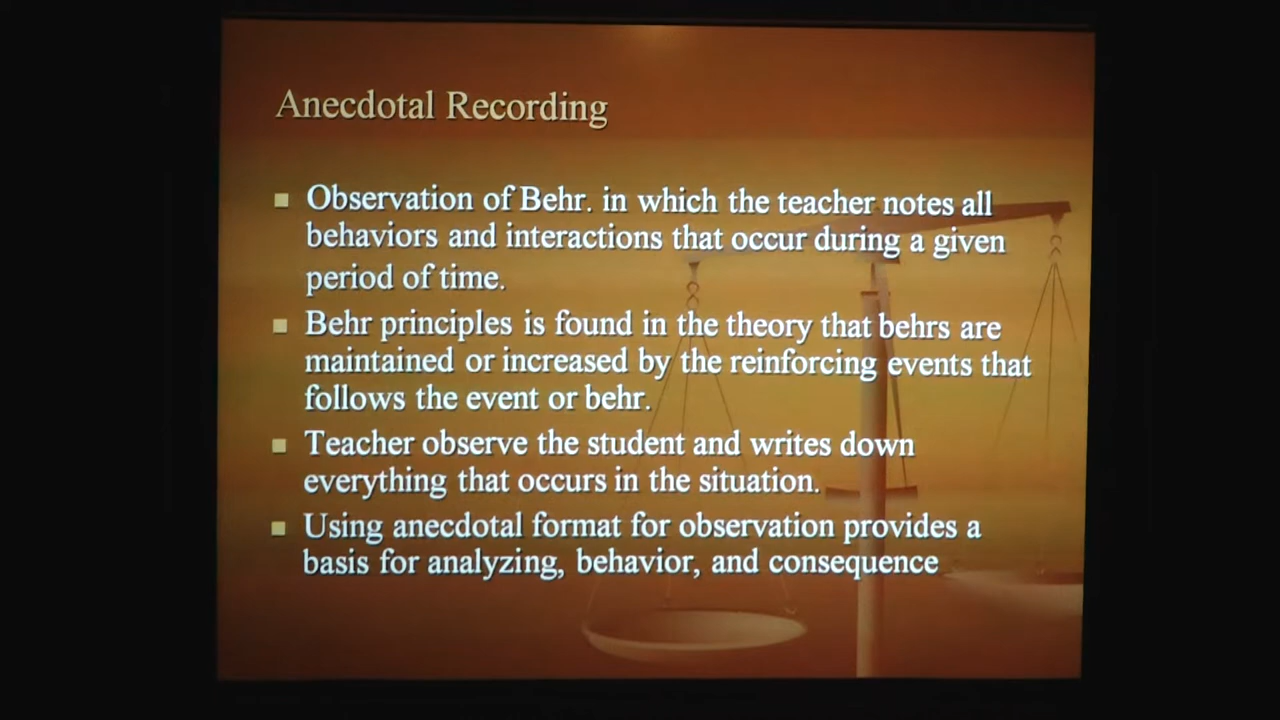 Anecdotal Recording
Observation of Behr. in which the teacher notes all
behaviors and interactions that occur during a given
period of time.
Behr principles is found in the theory that behrs are
maintained or increased by the reinforcing events that
follows the event or behr.
Teacher observe the student and writes down
everything that occurs in the situation.
Using anecdotal format for observation provides a
basis for analyzing, behavior, and consequence